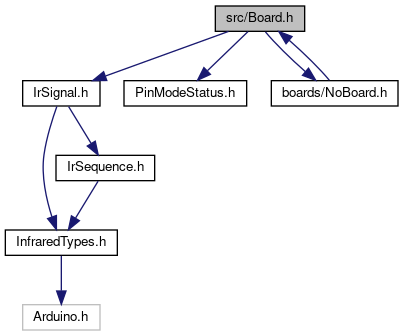 src/Board.h
IrSignal.h
PinModeStatus.h
boards/NoBoard.h
IrSequence.h
InfraredTypes.h
Arduino.h